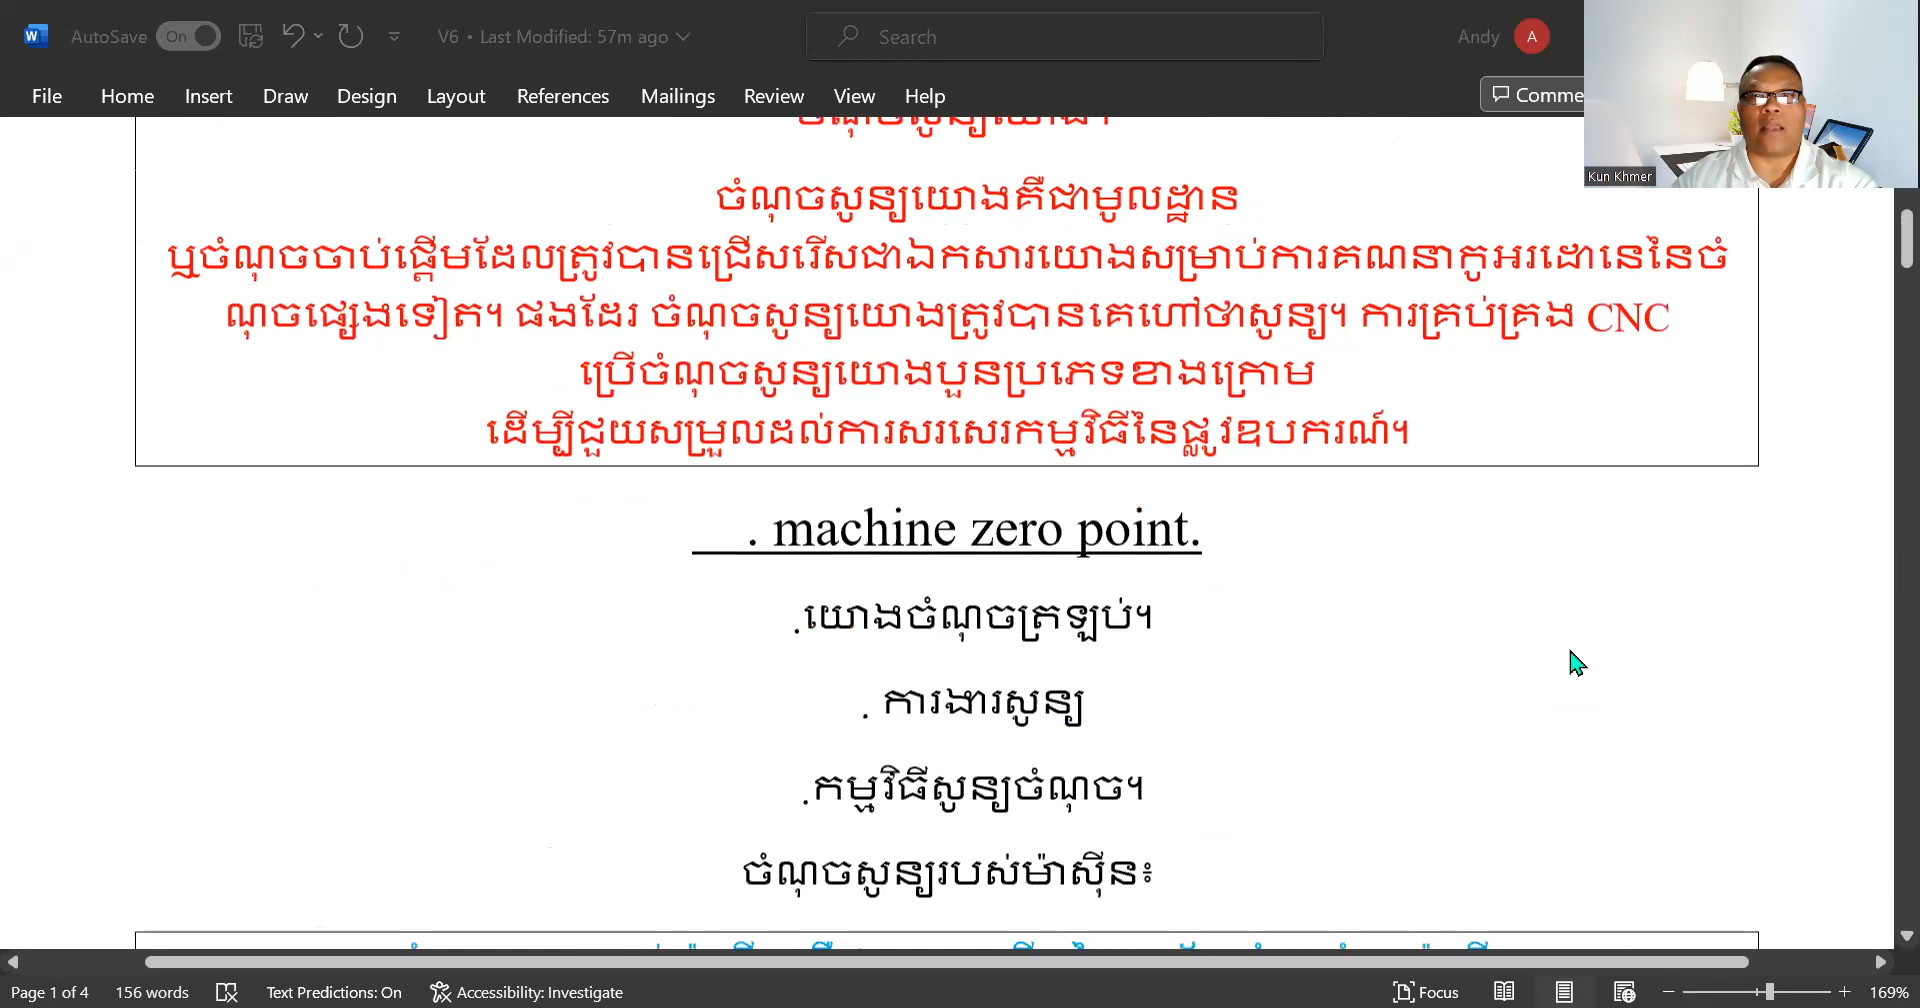 AutoSave On V6 • Last Modified: 57m ago Search Andy A
File Home Insert Draw Design Layout References Mailings Review View Help Comme
Kun Khmer
ចំណុចសូន្យយោងគឺជាមូលដ្ឋាន
ឬចំណុចចាប់ផ្តើមដែលត្រូវបានជ្រើសរើសជាឯកសារយោងសម្រាប់ការគណនាកូអរដោនេនៃចំ
ណុចផ្សេងទៀត។ ផងដែរ ចំណុចសូន្យយោងត្រូវបានគេហៅថាសូន្យ។ ការគ្រប់គ្រង CNC
ប្រើចំណុចសូន្យយោងបួនប្រភេទខាងក្រោម
ដើម្បីជួយសម្រួលដល់ការសរសេរកម្មវិធីនៃផ្លូវឧបករណ៍។
. machine zero point.
.យោងចំណុចត្រឡប់។
. ការងារសូន្យ
.កម្មវិធីសូន្យចំណុច។
ចំណុចសូន្យរបស់ម៉ាស៊ីន៖
Page 1 of 4 156 words Text Predictions: On Accessibility: Investigate Focus 169%